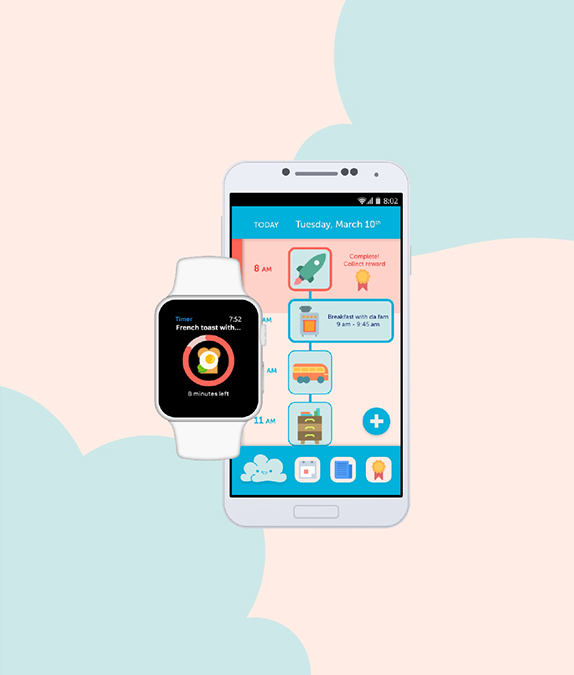 8:02
TODAY Tuesday, March 10th
8 AM
Complete!
Collect reward
AM
Breakfast with da fam
9 am - 9:45 am
AM
11 AM
Timer 7:52
French toast with...
8 minutes left